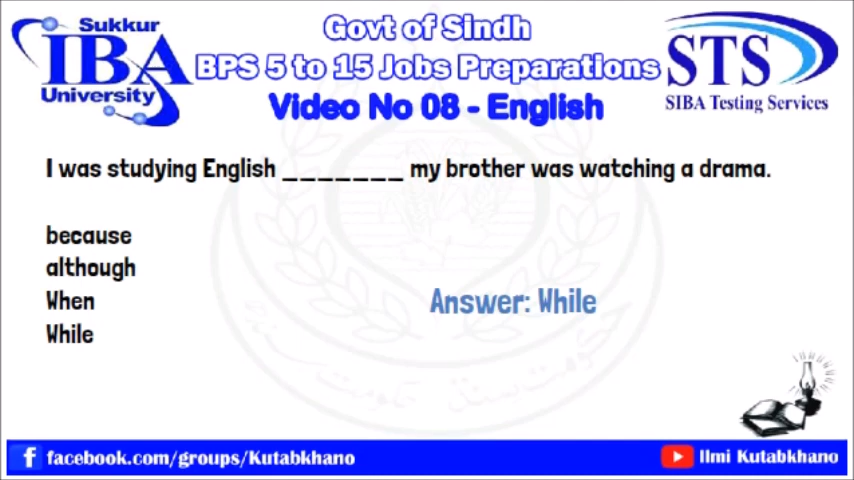 Sukkur
IBA
University
Govt of Sindh
BPS 5 to 15 Jobs Preparations
Video No 08 - English
STS
SIBA Testing Services
I was studying English _______ my brother was watching a drama.
because
although
When
While
Answer: While
facebook.com/groups/Kutabkhano
Ilmi Kutabkhano